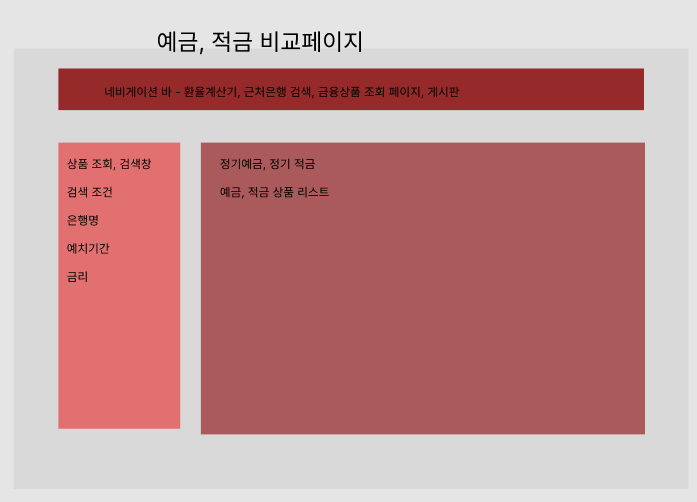 예금, 적금 비교페이지
네비게이션 바 - 환율계산기, 근처은행 검색, 금융상품 조회 페이지, 게시판
상품 조회, 검색창
검색 조건
은행명
예치기간
금리
정기예금, 정기 적금
예금, 적금 상품 리스트